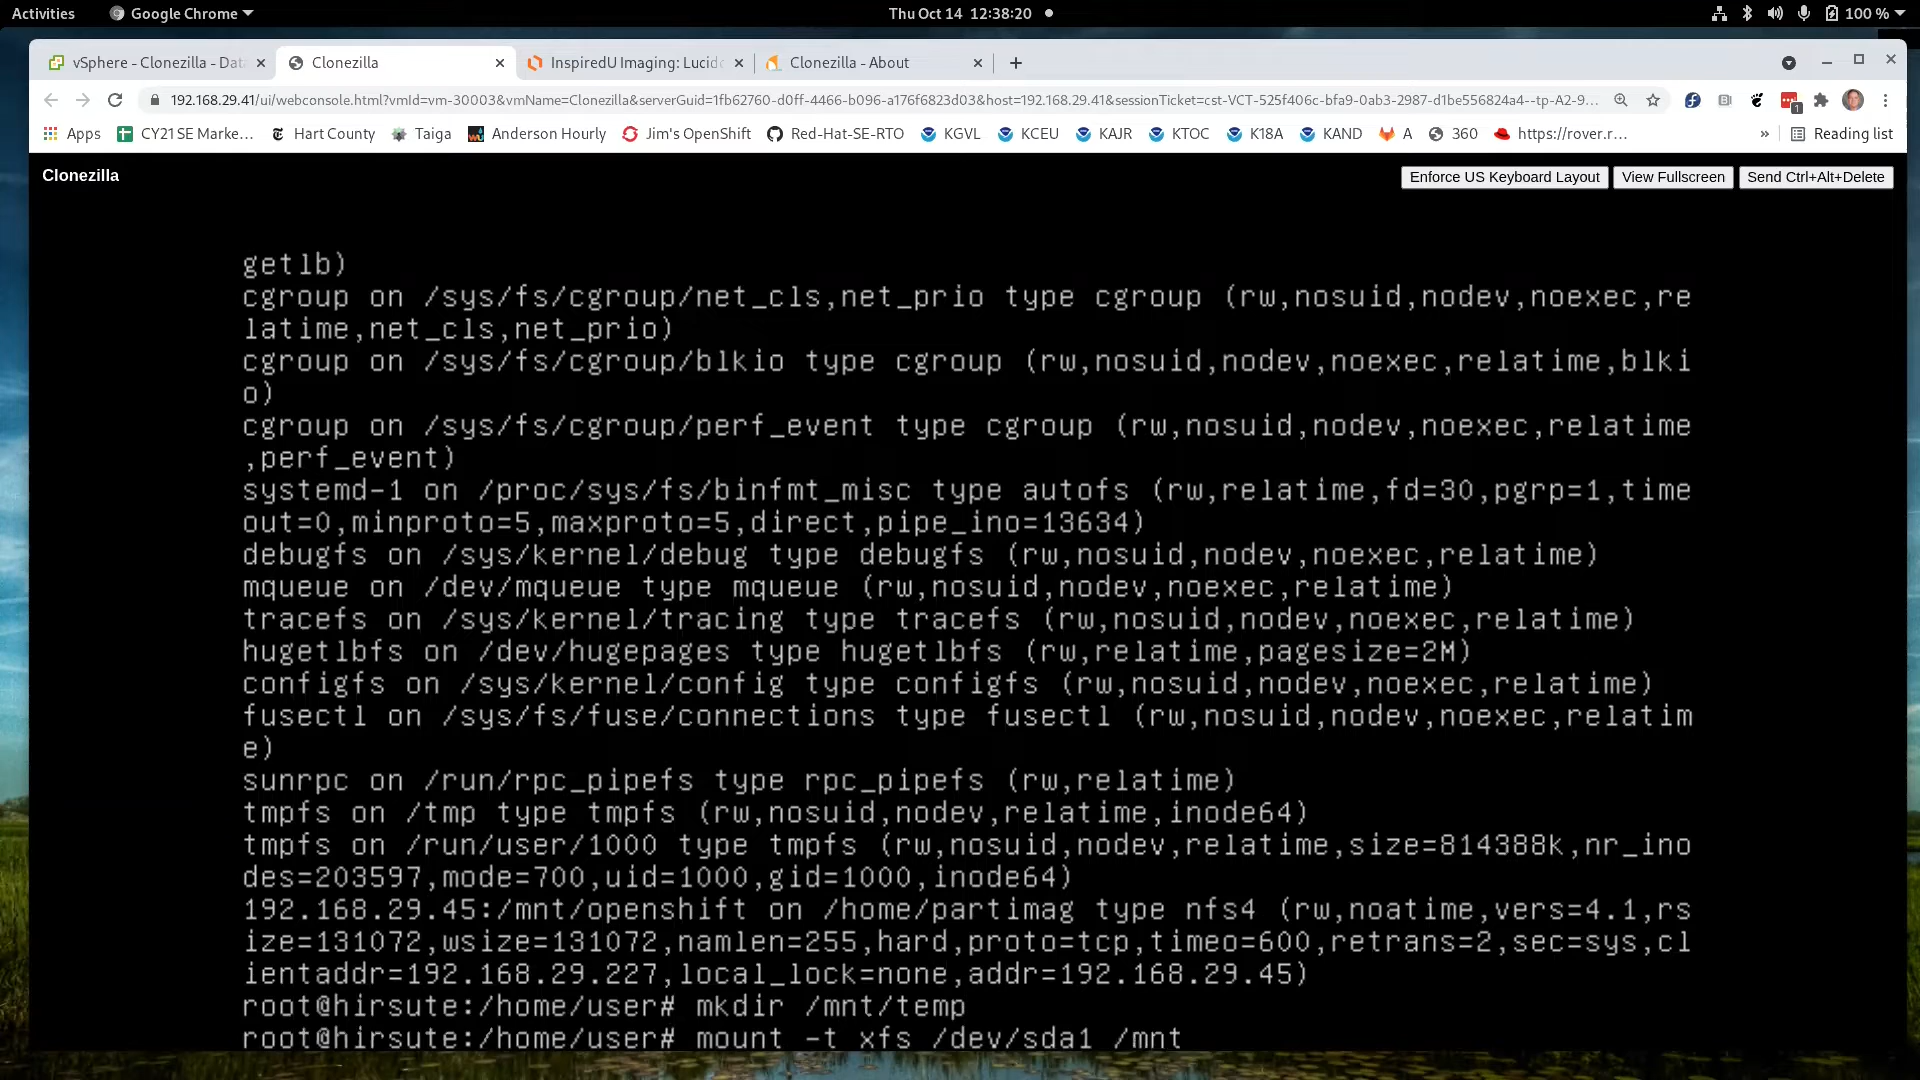 Activities Google Chrome Thu Oct 14 12:38:20 100 %
vSphere - Clonezilla - Dat Clonezilla InspiredU Imaging: Lucid Clonezilla - About
192.168.29.41/ui/webconsole.html?vmId=vm-30003&vmName=Clonezilla&serverGuid=1fb62760-d0ff-4466-b096-a176f6823d03&host=192.168.29.41&sessionTicket=cst-VCT-525f406c-bfa9-0ab3-2987-d1be556824a4--tp-A2-9... 1
Apps CY21 SE Marke... Hart County Taiga Anderson Hourly Jim's OpenShift Red-Hat-SE-RTO KGVL KCEU KAJR KTOC K18A KAND A 360 https://rover.r... » Reading list
Clonezilla Enforce US Keyboard Layout View Fullscreen Send Ctrl+Alt+Delete
getlb)
cgroup on /sys/fs/cgroup/net_cls,net_prio type cgroup (rw,nosuid,nodev,noexec,re
latime,net_cls,net_prio)
cgroup on /sys/fs/cgroup/blkio type cgroup (rw,nosuid,nodev,noexec,relatime,blki
o)
cgroup on /sys/fs/cgroup/perf_event type cgroup (rw,nosuid,nodev,noexec,relatime
,perf_event)
systemd-1 on /proc/sys/fs/binfmt_misc type autofs (rw,relatime,fd=30,pgrp=1,time
out=0,minproto=5,maxproto=5,direct,pipe_ino=13634)
debugfs on /sys/kernel/debug type debugfs (rw,nosuid,nodev,noexec,relatime)
mqueue on /dev/mqueue type mqueue (rw,nosuid,nodev,noexec,relatime)
tracefs on /sys/kernel/tracing type tracefs (rw,nosuid,nodev,noexec,relatime)
hugetlbfs on /dev/hugepages type hugetlbfs (rw,relatime,pagesize=2M)
configfs on /sys/kernel/config type configfs (rw,nosuid,nodev,noexec,relatime)
fusectl on /sys/fs/fuse/connections type fusectl (rw,nosuid,nodev,noexec,relatim
e)
sunrpc on /run/rpc_pipefs type rpc_pipefs (rw,relatime)
tmpfs on /tmp type tmpfs (rw,nosuid,nodev,relatime,inode64)
tmpfs on /run/user/1000 type tmpfs (rw,nosuid,nodev,relatime,size=814388k,nr_ino
des=203597,mode=700,uid=1000,gid=1000,inode64)
192.168.29.45:/mnt/openshift on /home/partimag type nfs4 (rw,noatime,vers=4.1,rs
ize=131072,wsize=131072,namlen=255,hard,proto=tcp,timeo=600,retrans=2,sec=sys,cl
ientaddr=192.168.29.227,local_lock=none,addr=192.168.29.45)
root@hirsute:/home/user# mkdir /mnt/temp
root@hirsute:/home/user# mount -t xfs /dev/sda1 /mnt